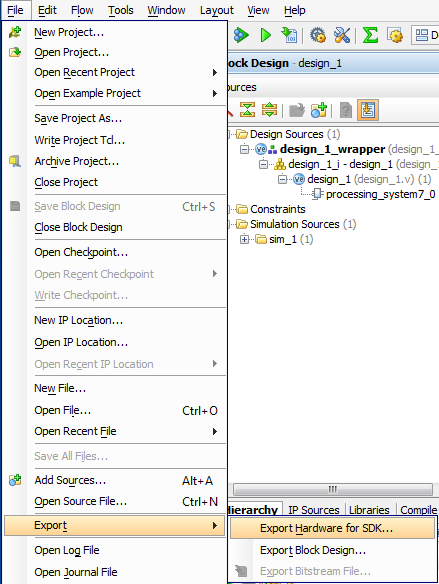 File Edit Flow Tools Window Layout View Help
New Project...
Open Project...
Open Recent Project
Open Example Project
Save Project As...
Write Project Tcl...
Archive Project...
Close Project
Save Block Design Ctrl+S
Close Block Design
Open Checkpoint...
Open Recent Checkpoint
Write Checkpoint...
New IP Location...
Open IP Location...
Open Recent IP Location
New File...
Open File... Ctrl+O
Open Recent File
Save All Files...
Add Sources... Alt+A
Open Source File... Ctrl+N
Export
Open Log File
Open Journal File
Export Hardware for SDK...
Export Block Design...
Export Bitstream File...
D
lock Design - design_1
ources
Design Sources (1)
design_1_wrapper (design_1_
design_1_i - design_1 (design_
design_1 (design_1.v) (1)
processing_system7_0
Constraints
Simulation Sources (1)
sim_1 (1)
Hierarchy IP Sources Libraries Compile